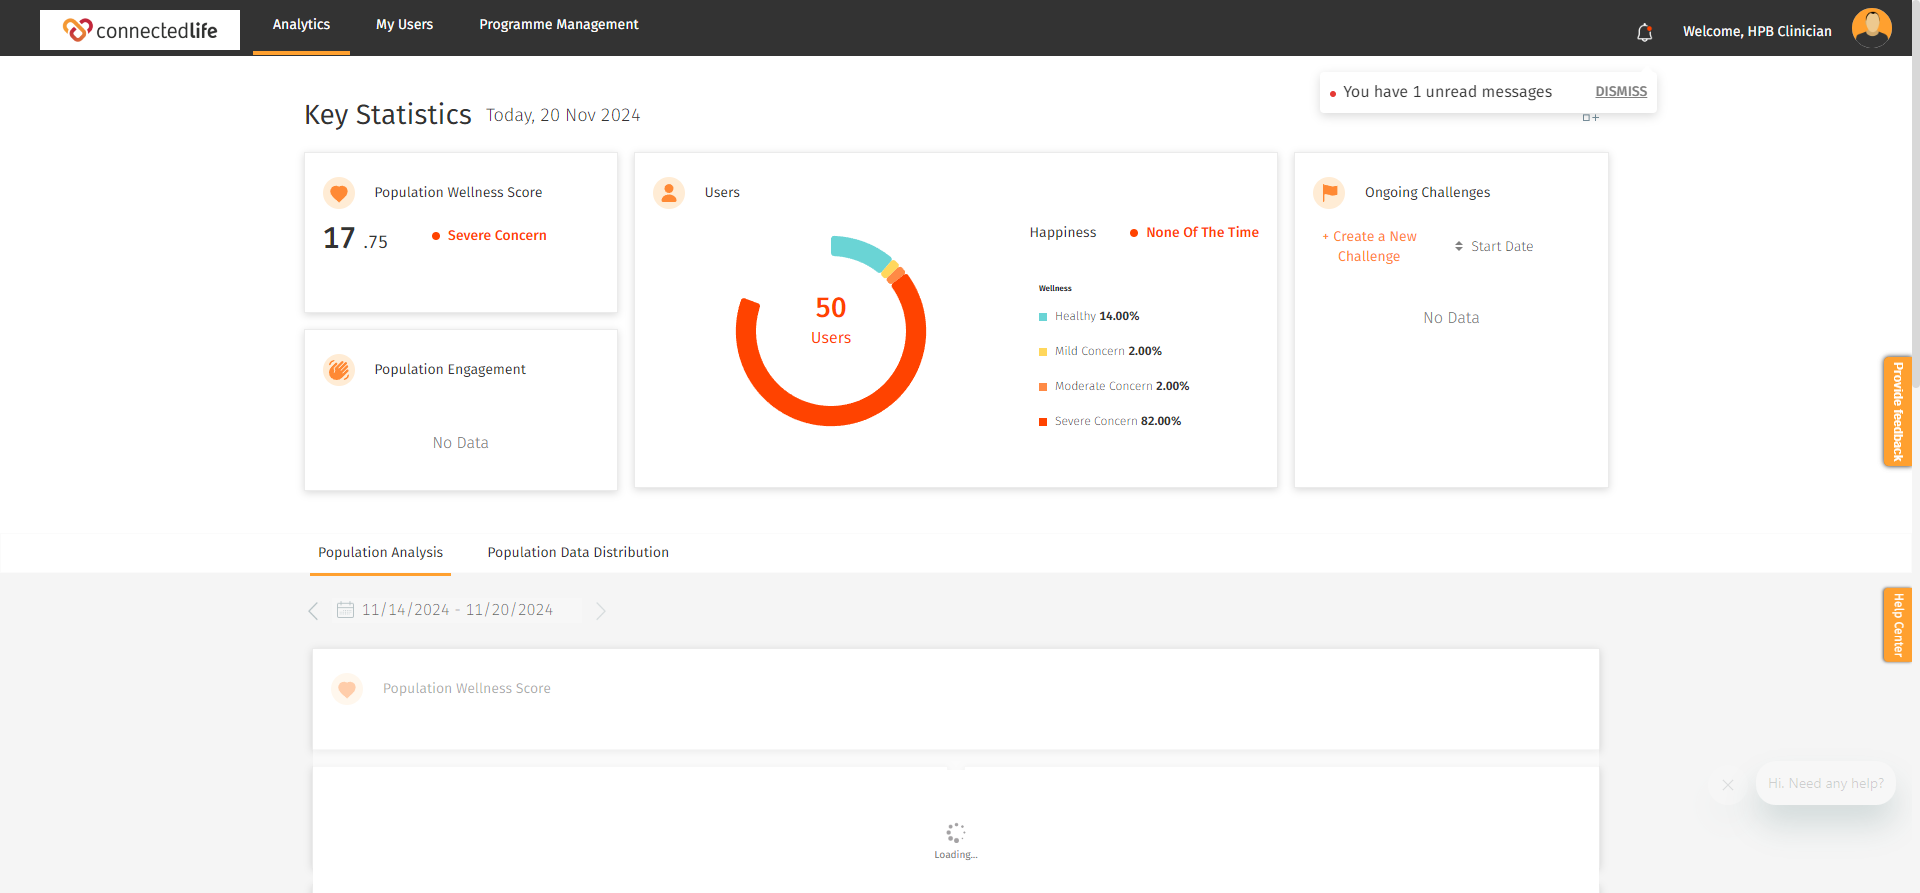 connectedlife
Analytics
My Users
Programme Management
Welcome, HPB Clinician
You have 1 unread messages
DISMISS
Key Statistics
Today, 20 Nov 2024
Population Wellness Score
17 .75
Severe Concern
Population Engagement
No Data
Users
50
Users
Happiness
None Of The Time
Wellness
Healthy 14.00%
Mild Concern 2.00%
Moderate Concern 2.00%
Severe Concern 82.00%
Ongoing Challenges
+ Create a New
Challenge
Start Date
No Data
Provide feedback
Population Analysis
Population Data Distribution
11/14/2024 - 11/20/2024
Help Center
Population Wellness Score
Hi. Need any help?
Loading...